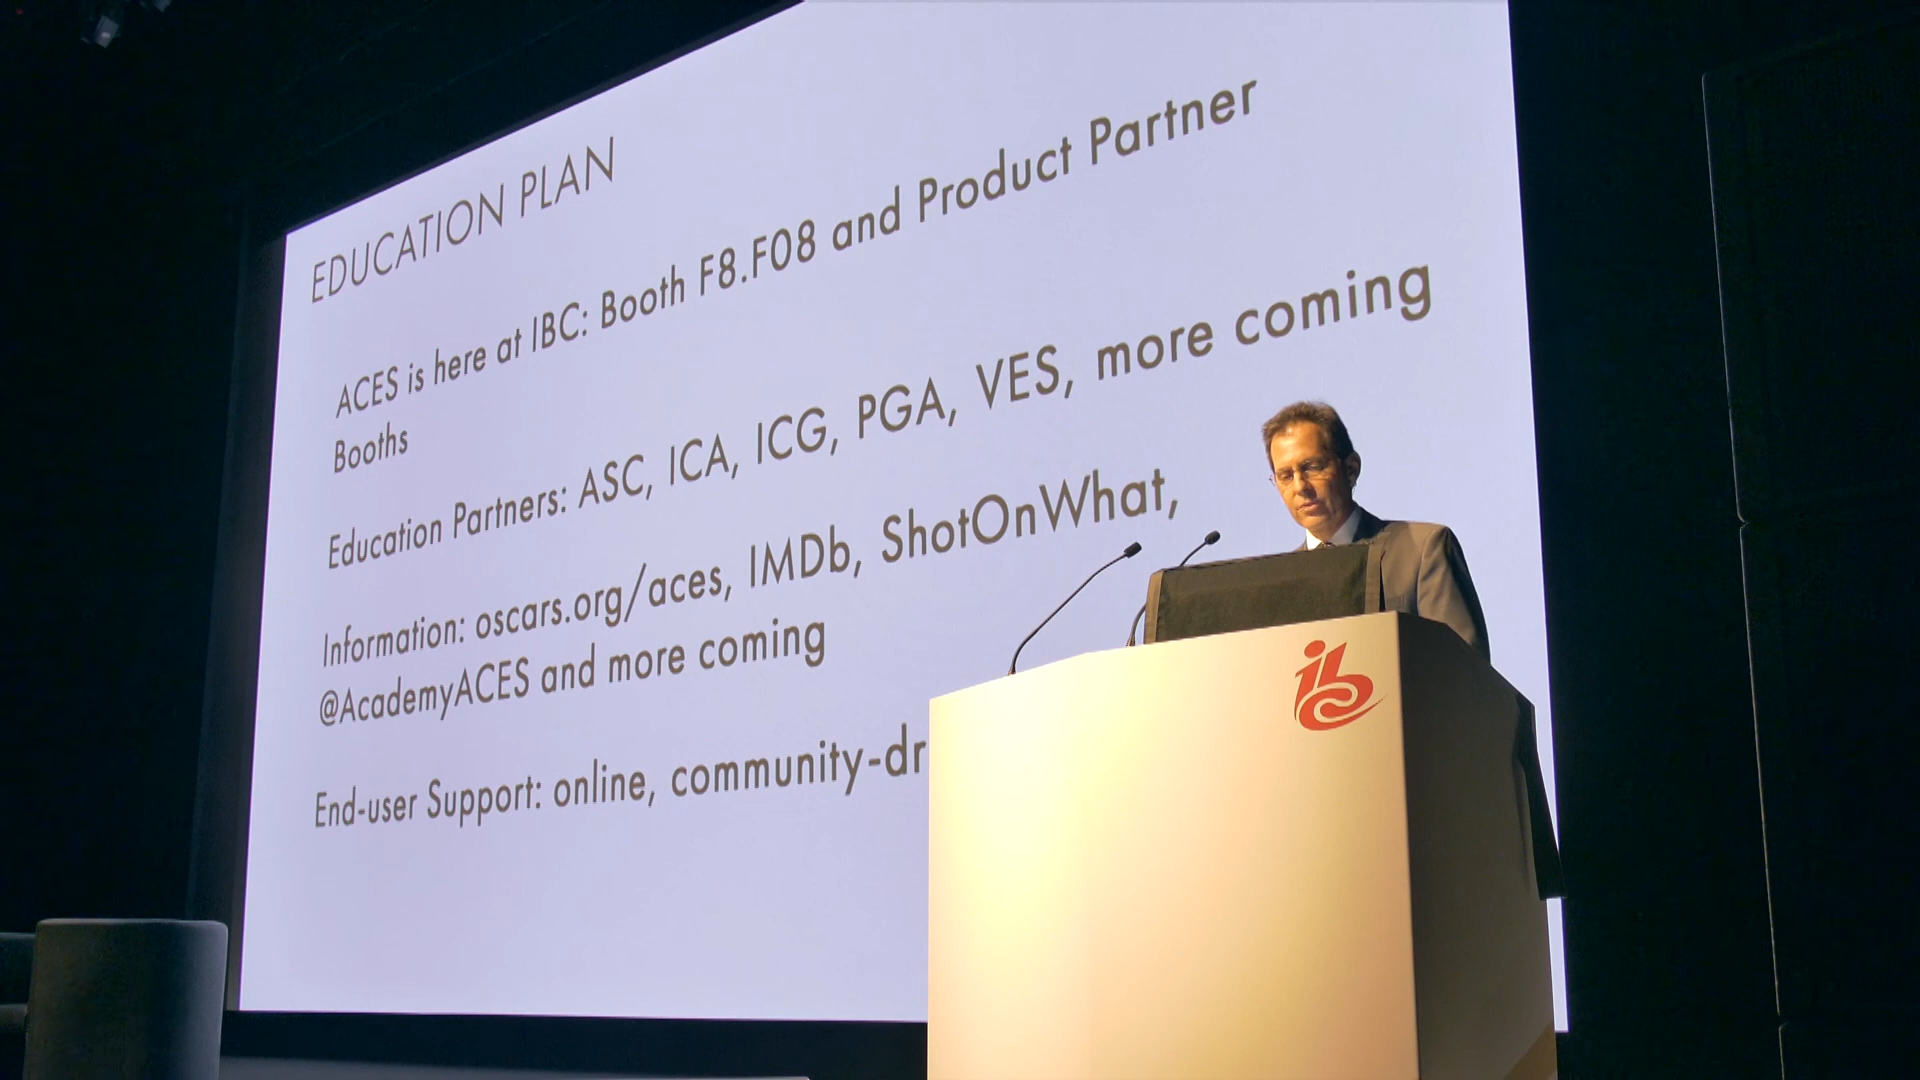 EDUCATION PLAN
ACES is here at IBC: Booth F8.F08 and Product Partner
Booths
Education Partners: ASC, ICA, ICG, PGA, VES, more coming
Information: oscars.org/aces, IMDb, ShotOnWhat,
@AcademyACES and more coming
End-user Support: online, community-dr
ibc